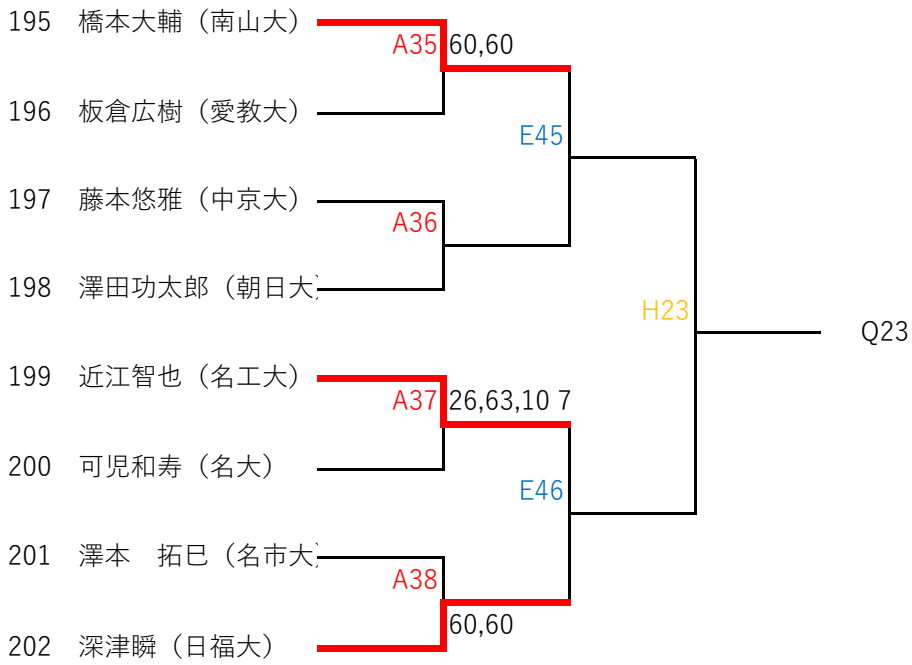 195 橋本大輔（南山大）
A35 60,60
196 板倉広樹（愛教大）
E45
197 藤本悠雅（中京大）
A36
198 澤田功太郎（朝日大）
H23
Q23
199 近江智也（名工大）
A37 26,63,10 7
200 可児和寿（名大）
E46
201 澤本　拓巳（名市大）
A38
60,60
202 深津瞬（日福大）